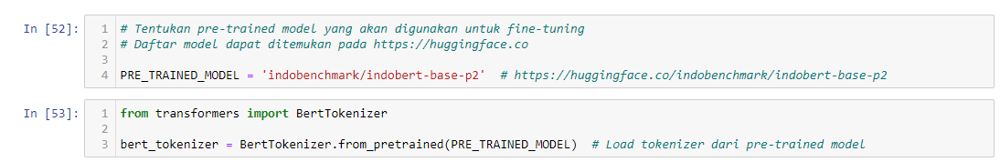 In [52]:
1 # Tentukan pre-trained model yang akan digunakan untuk fine-tuning
2 # Daftar model dapat ditemukan pada https://huggingface.co
3
4 PRE_TRAINED_MODEL = 'indobenchmark/indobert-base-p2'  # https://huggingface.co/indobenchmark/indobert-base-p2
In [53]:
1 from transformers import BertTokenizer
2
3 bert_tokenizer = BertTokenizer.from_pretrained(PRE_TRAINED_MODEL)  # Load tokenizer dari pre-trained model